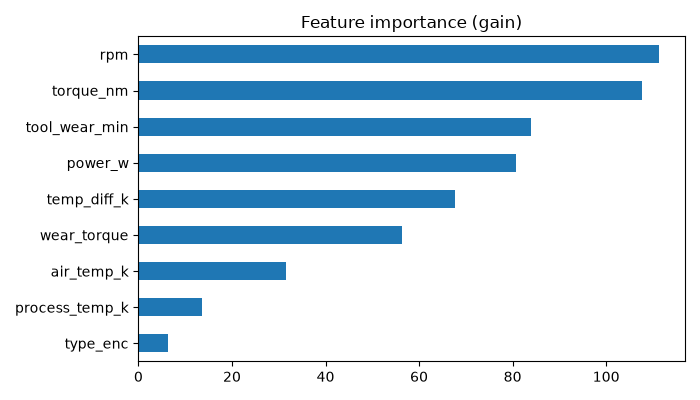 Feature importance (gain)
rpm
torque_nm
tool_wear_min
power_w
temp_diff_k
wear_torque
air_temp_k
process_temp_k
type_enc
0 20 40 60 80 100